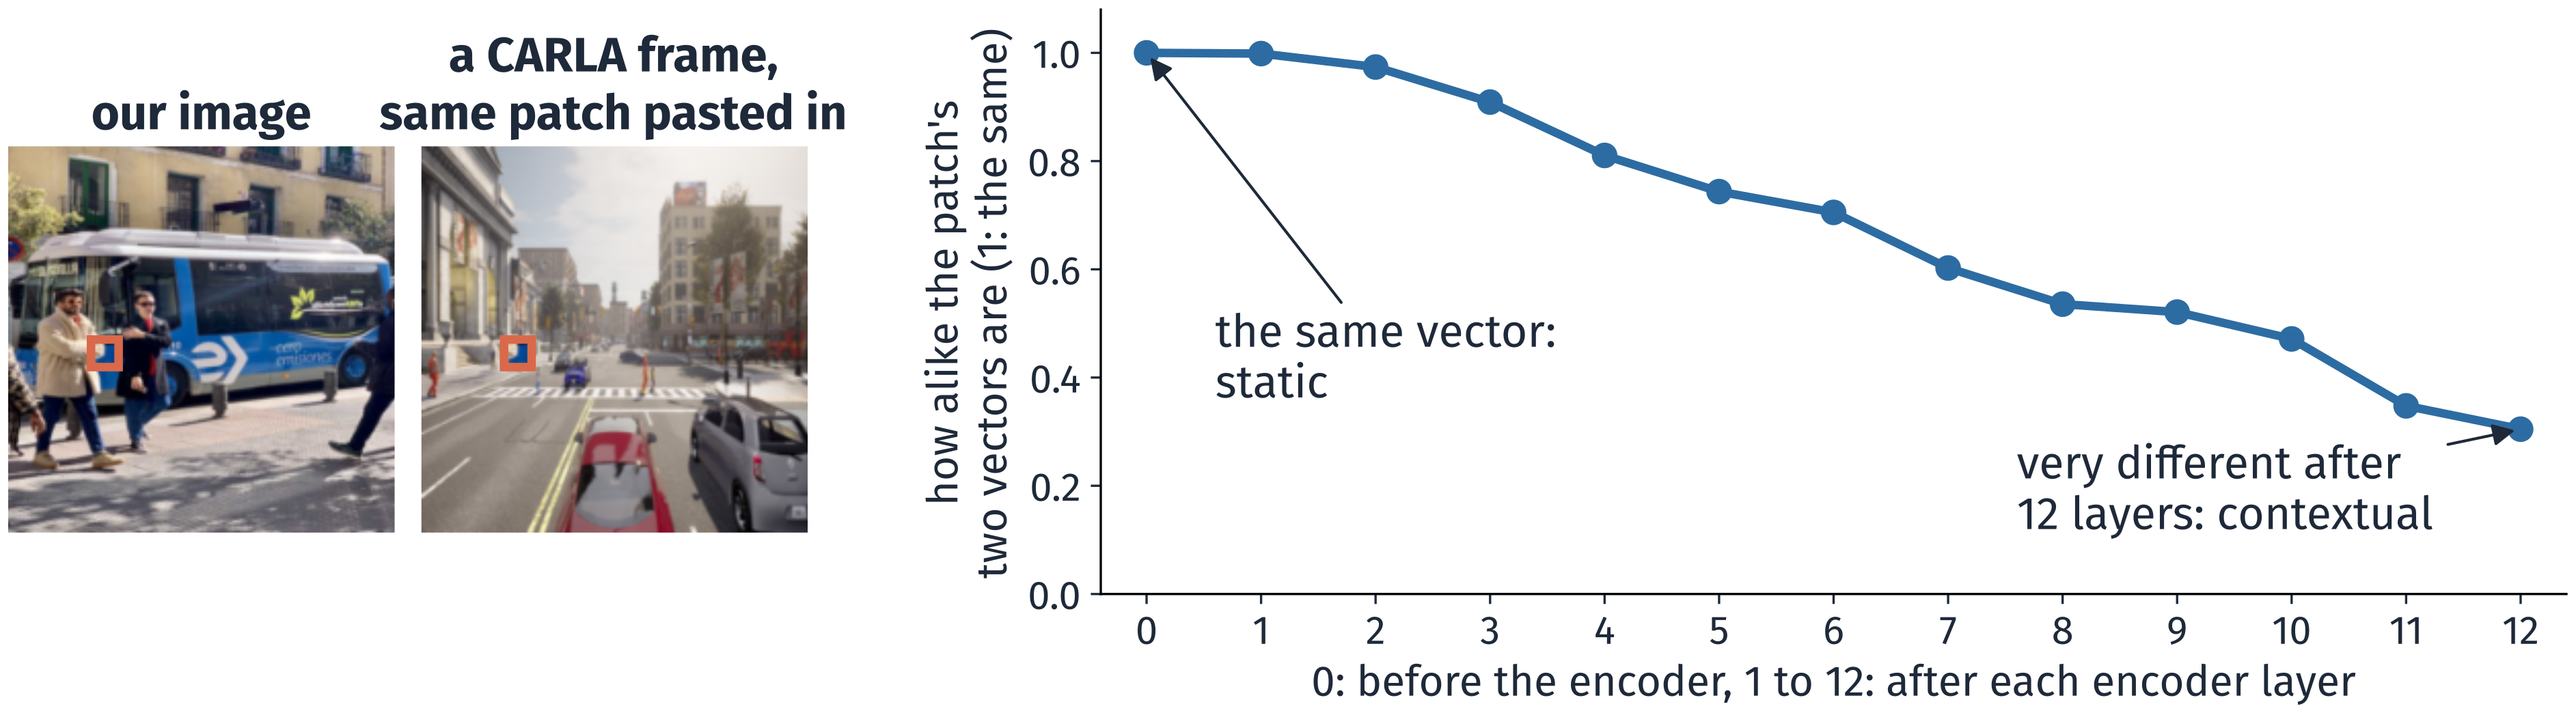 our image
a CARLA frame,
same patch pasted in
cero
emisiones
how alike the patch's
two vectors are (1: the same)
1.0
0.8
0.6
0.4
0.2
0.0
the same vector:
static
very different after
12 layers: contextual
0 1 2 3 4 5 6 7 8 9 10 11 12
0: before the encoder, 1 to 12: after each encoder layer